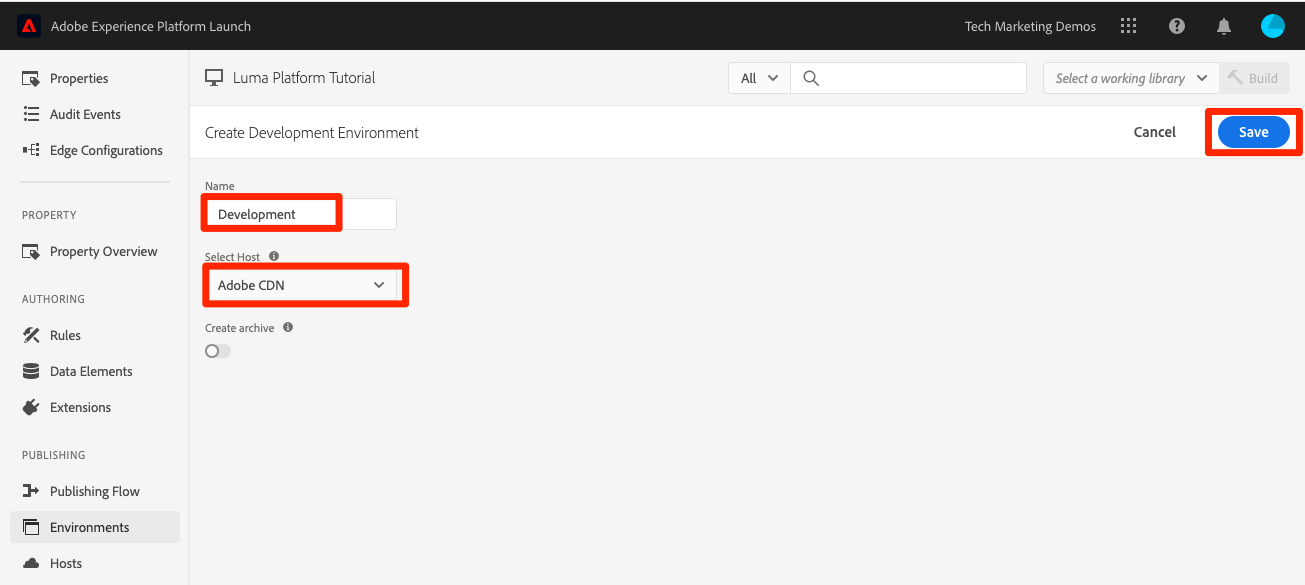 Adobe Experience Platform Launch
Tech Marketing Demos
Properties
Audit Events
Edge Configurations
PROPERTY
Property Overview
AUTHORING
Rules
Data Elements
Extensions
PUBLISHING
Publishing Flow
Environments
Hosts
Luma Platform Tutorial
All
Select a working library
Build
Create Development Environment
Cancel
Save
Name
Development
Select Host
Adobe CDN
Create archive